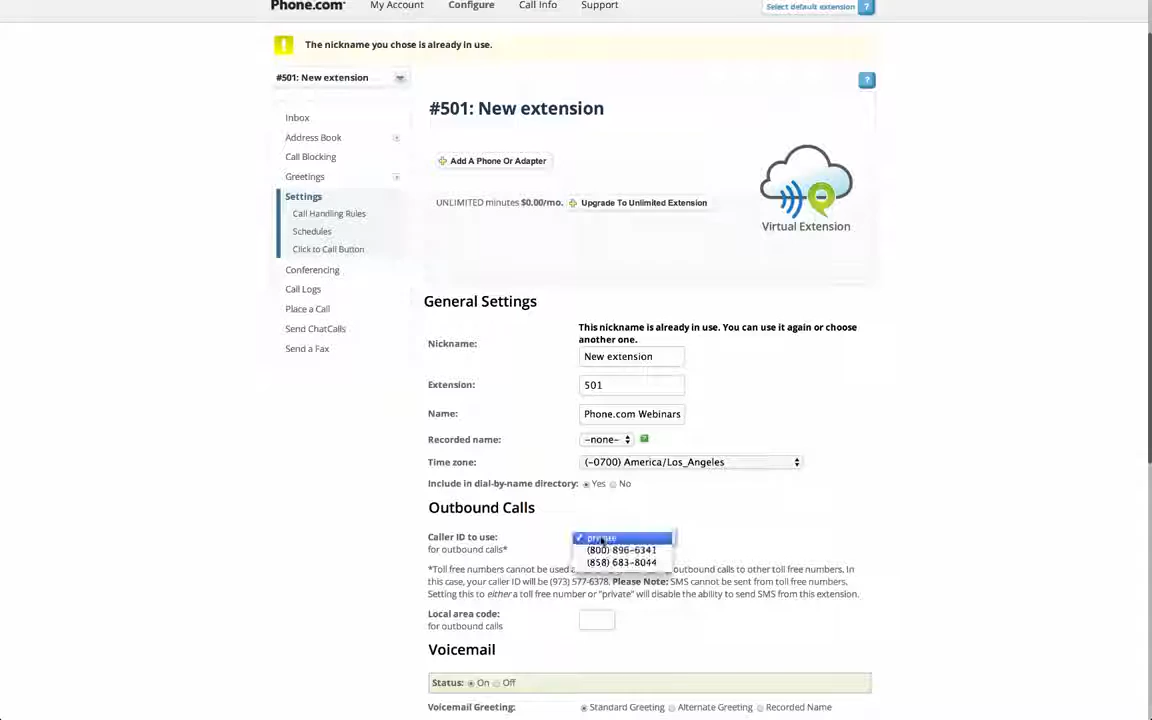 Phone.com My Account Configure Call Info Support Select default extension ?
The nickname you chose is already in use.
#501: New extension
?
#501: New extension
Inbox
Address Book
Call Blocking
Greetings
Settings
Call Handling Rules
Schedules
Click to Call Button
Conferencing
Call Logs
Place a Call
Send ChatCalls
Send a Fax
Add A Phone Or Adapter
UNLIMITED minutes $0.00/mo. Upgrade To Unlimited Extension
Virtual Extension
General Settings
This nickname is already in use. You can use it again or choose
another one.
Nickname: New extension
Extension: 501
Name: Phone.com Webinars
Recorded name: -none-
Time zone: (-0700) America/Los_Angeles
Include in dial-by-name directory: Yes No
Outbound Calls
Caller ID to use: private
for outbound calls* (800) 896-6341
(858) 683-8044
*Toll free numbers cannot be used outbound calls to other toll free numbers. In
this case, your caller ID will be (973) 577-6378. Please Note: SMS cannot be sent from toll free numbers.
Setting this to either a toll free number or "private" will disable the ability to send SMS from this extension.
Local area code:
for outbound calls
Voicemail
Status: On Off
Voicemail Greeting: Standard Greeting Alternate Greeting Recorded Name